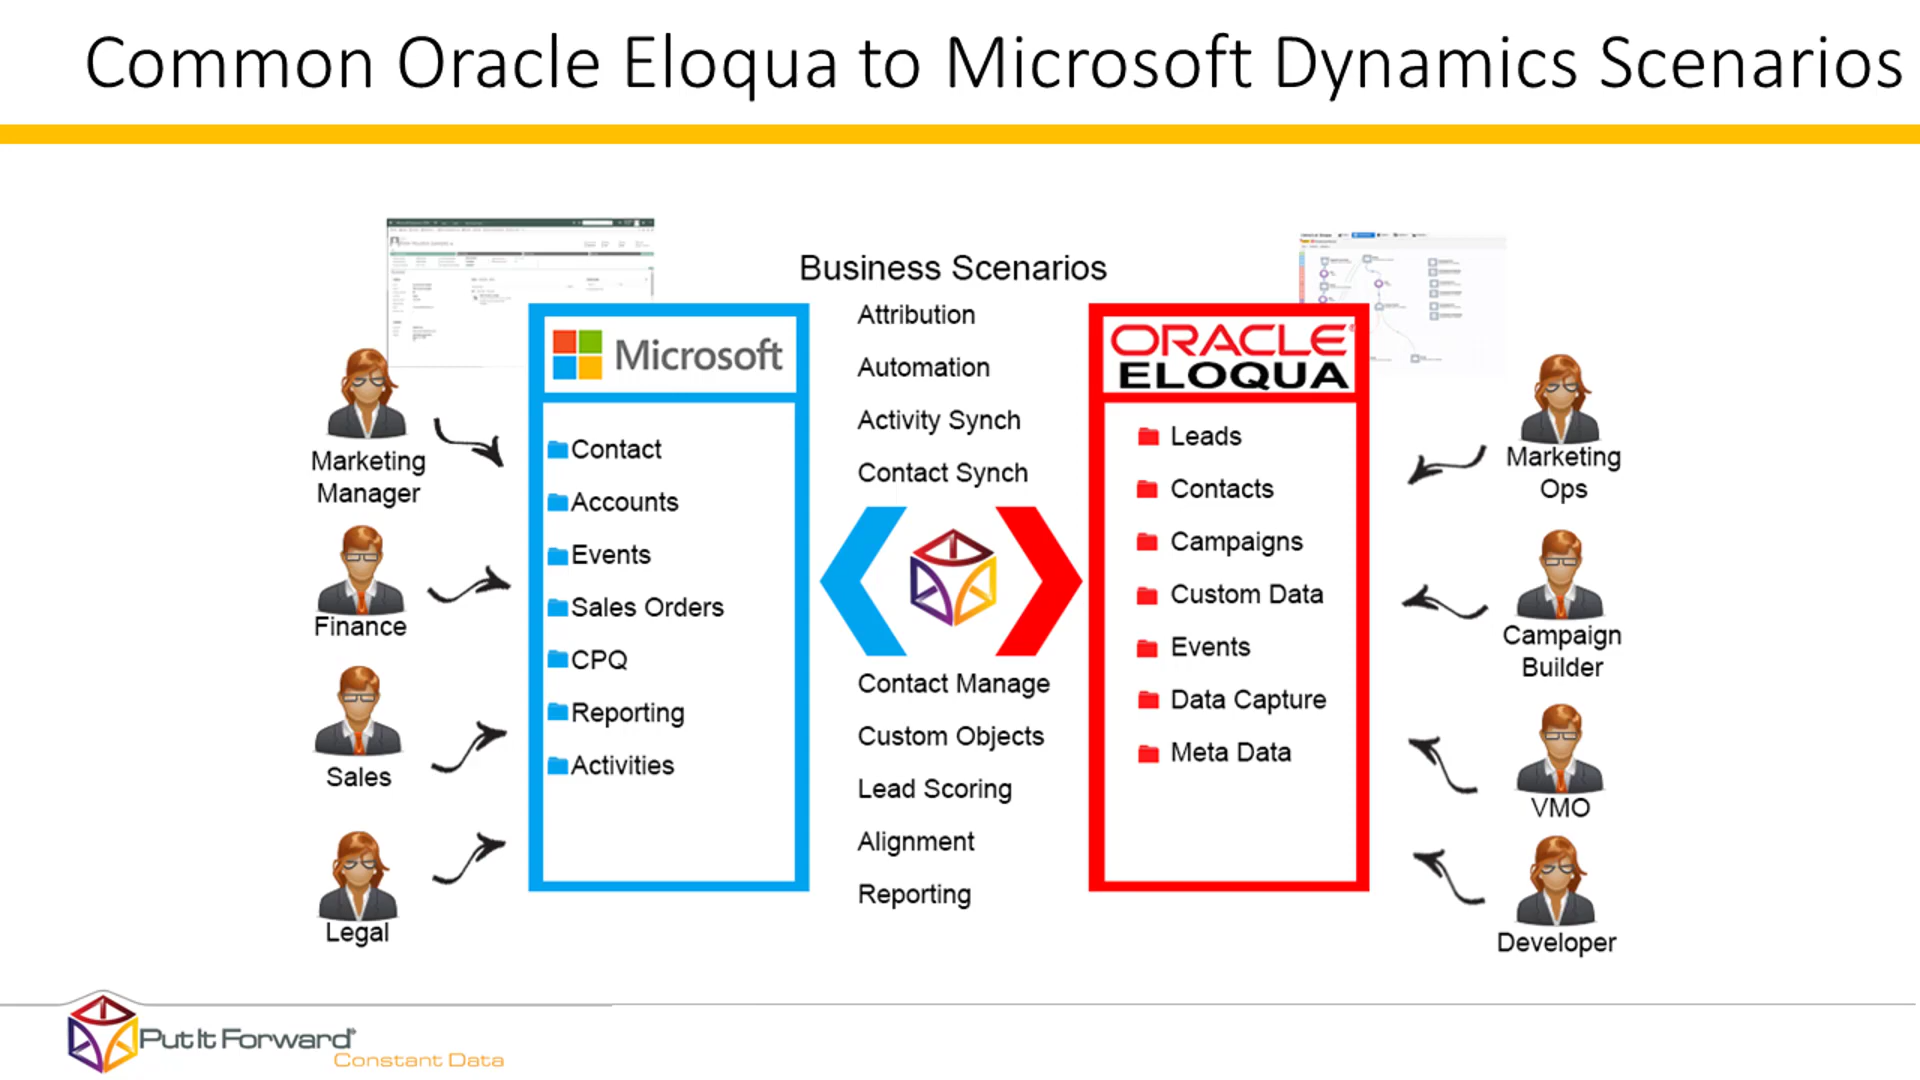 Common Oracle Eloqua to Microsoft Dynamics Scenarios
Business Scenarios
Attribution
Automation
Activity Synch
Contact Synch
Contact Manage
Custom Objects
Lead Scoring
Alignment
Reporting
Marketing
Manager
Finance
Sales
Legal
Microsoft
Contact
Accounts
Events
Sales Orders
CPQ
Reporting
Activities
ORACLE®
ELOQUA
Leads
Contacts
Campaigns
Custom Data
Events
Data Capture
Meta Data
Marketing
Ops
Campaign
Builder
VMO
Developer
PutItForward®
Constant Data